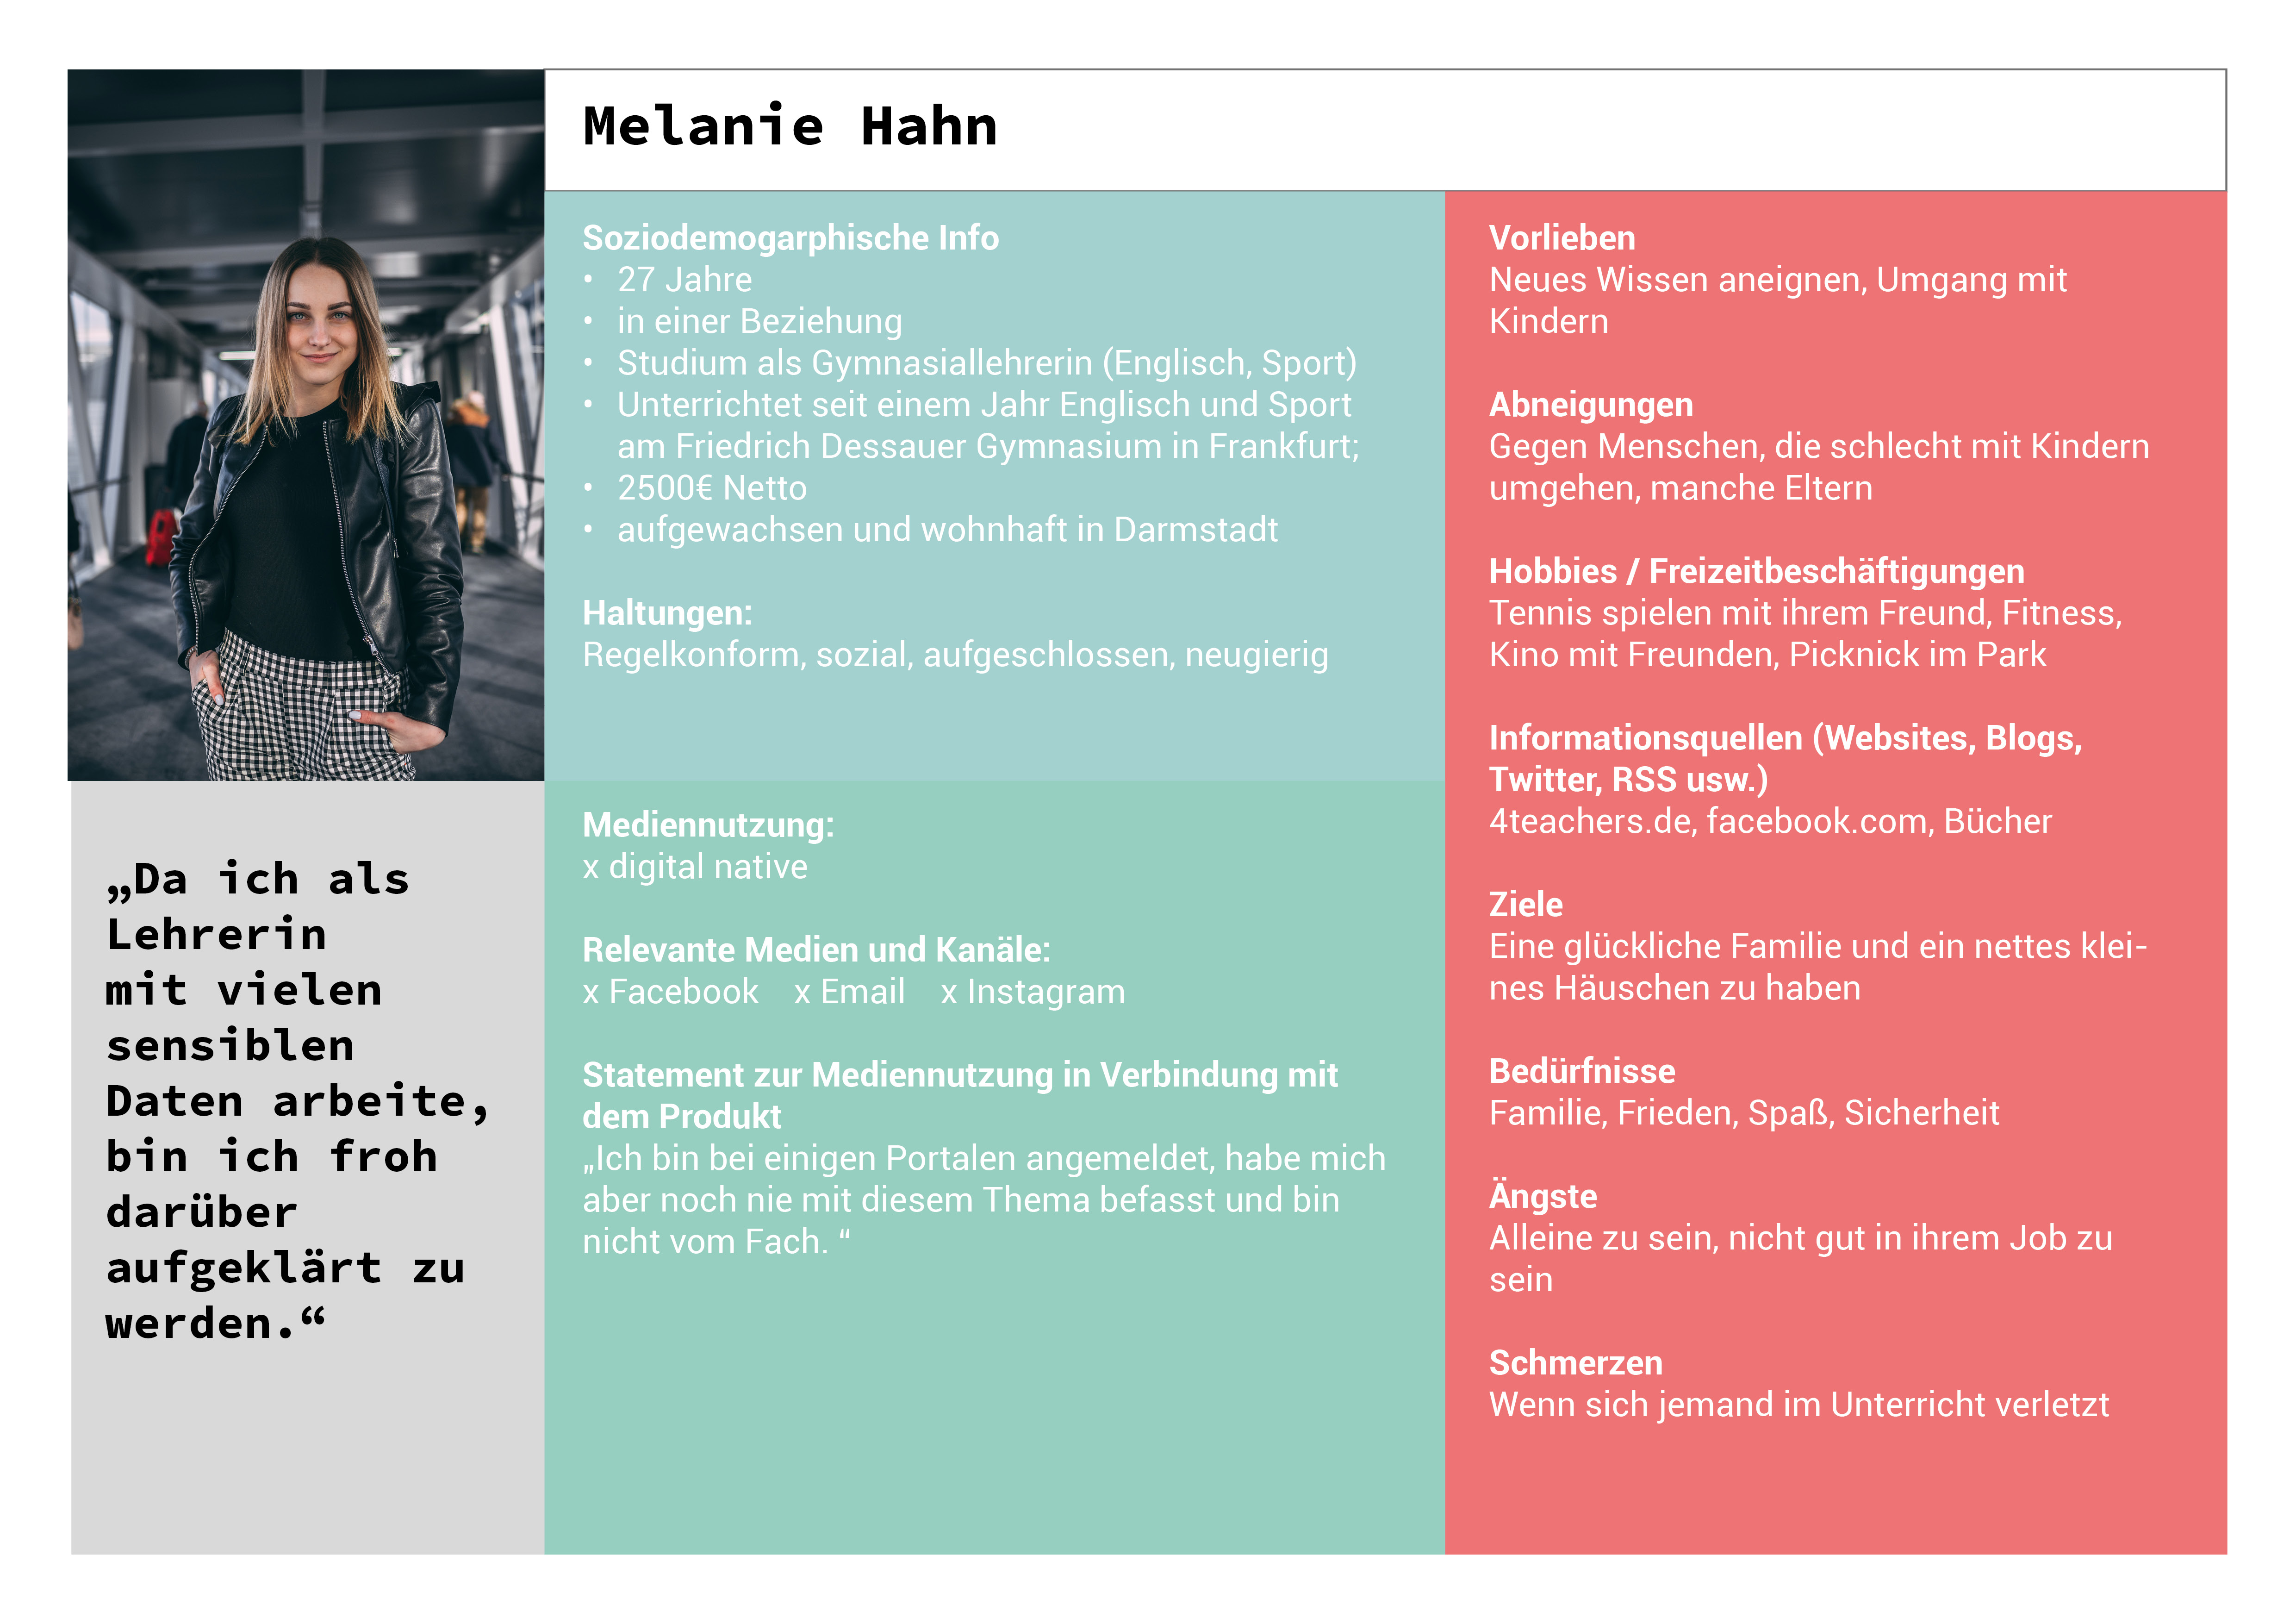 Melanie Hahn
Soziodemogarphische Info
• 27 Jahre
• in einer Beziehung
• Studium als Gymnasiallehrerin (Englisch, Sport)
• Unterrichtet seit einem Jahr Englisch und Sport
am Friedrich Dessauer Gymnasium in Frankfurt;
• 2500€ Netto
• aufgewachsen und wohnhaft in Darmstadt
Haltungen:
Regelkonform, sozial, aufgeschlossen, neugierig
„Da ich als
Lehrerin
mit vielen
sensiblen
Daten arbeite,
bin ich froh
darüber
aufgeklärt zu
werden.“
Mediennutzung:
x digital native
Relevante Medien und Kanäle:
x Facebook x Email x Instagram
Statement zur Mediennutzung in Verbindung mit
dem Produkt
„Ich bin bei einigen Portalen angemeldet, habe mich
aber noch nie mit diesem Thema befasst und bin
nicht vom Fach. “
Vorlieben
Neues Wissen aneignen, Umgang mit
Kindern
Abneigungen
Gegen Menschen, die schlecht mit Kindern
umgehen, manche Eltern
Hobbies / Freizeitbeschäftigungen
Tennis spielen mit ihrem Freund, Fitness,
Kino mit Freunden, Picknick im Park
Informationsquellen (Websites, Blogs,
Twitter, RSS usw.)
4teachers.de, facebook.com, Bücher
Ziele
Eine glückliche Familie und ein nettes klei-
nes Häuschen zu haben
Bedürfnisse
Familie, Frieden, Spaß, Sicherheit
Ängste
Alleine zu sein, nicht gut in ihrem Job zu
sein
Schmerzen
Wenn sich jemand im Unterricht verletzt